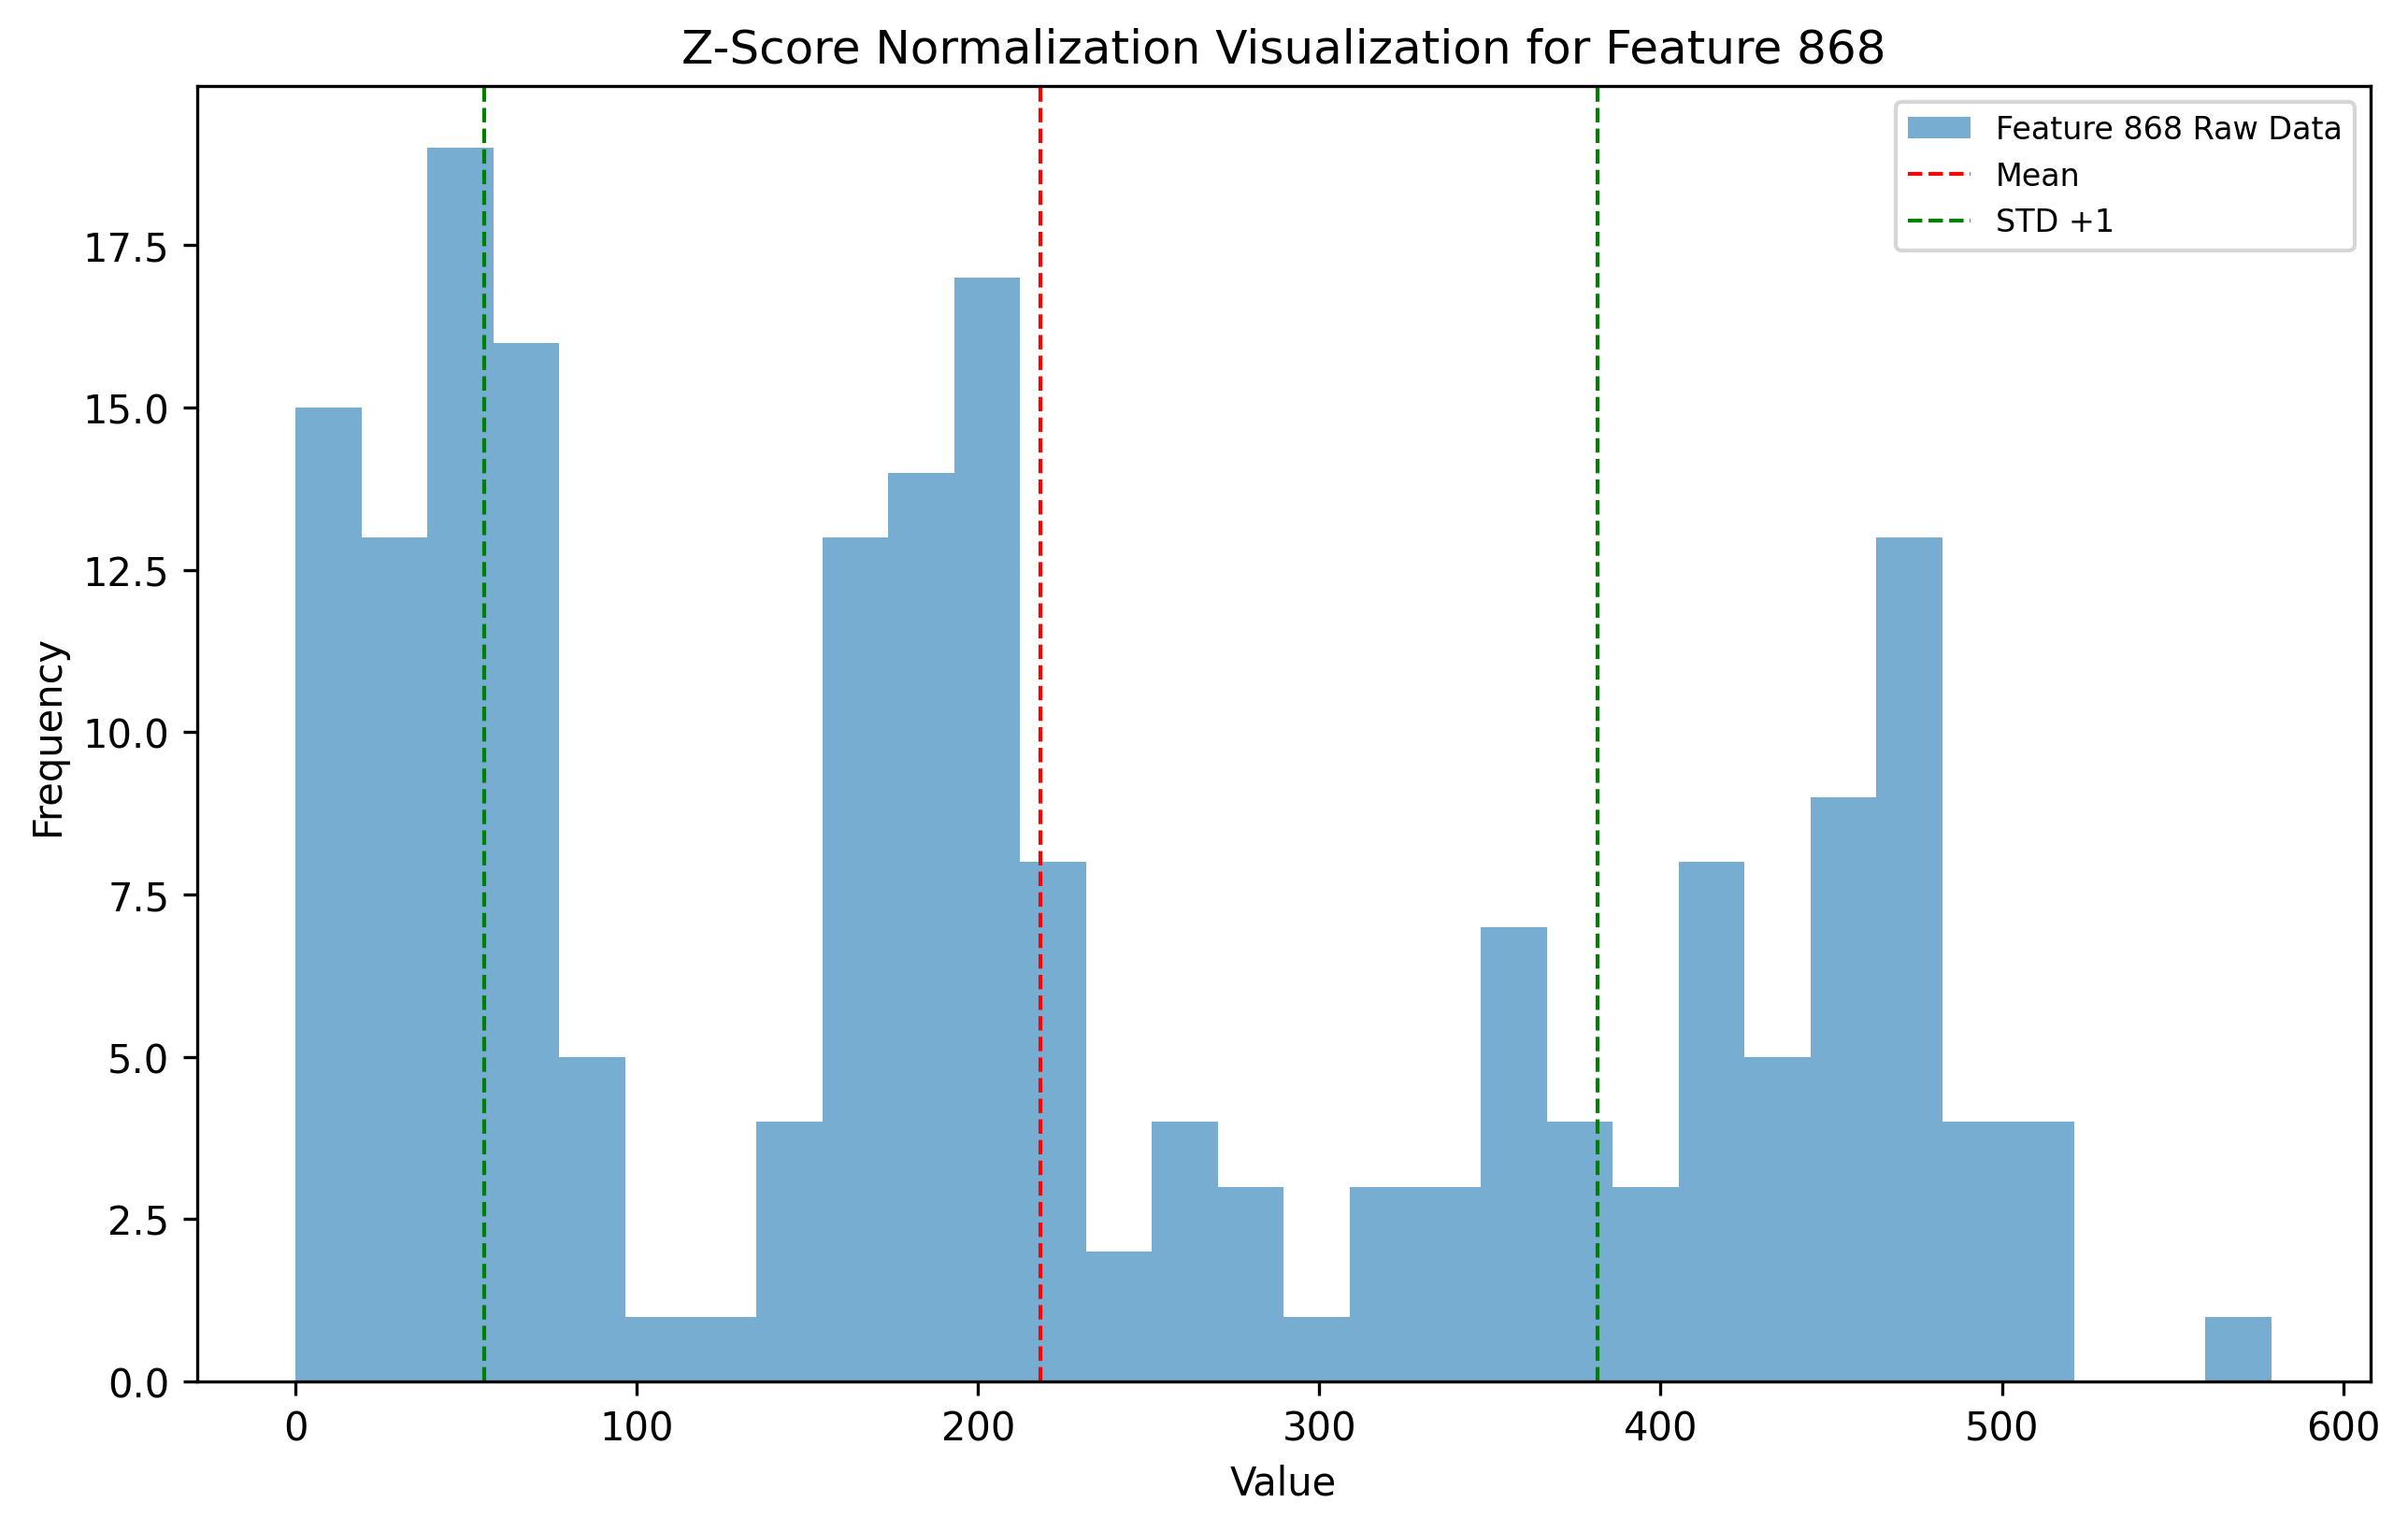 Z-Score Normalization Visualization for Feature 868
Feature 868 Raw Data
Mean
STD +1
17.5
15.0
12.5
10.0
7.5
5.0
2.5
0.0
Frequency
0 100 200 300 400 500 600
Value